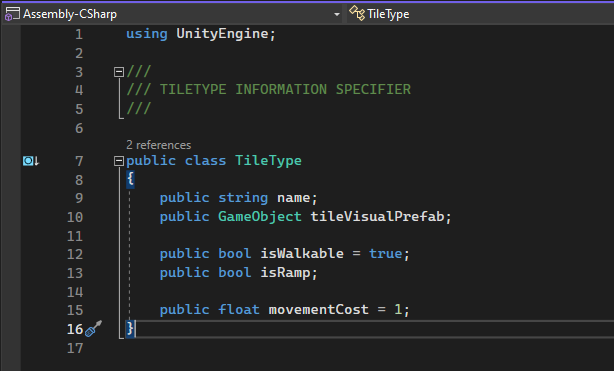 Assembly-CSharp TileType
1 using UnityEngine;
2
3 ///
4 /// TILETYPE INFORMATION SPECIFIER
5 ///
6
2 references
7 public class TileType
8 {
9 public string name;
10 public GameObject tileVisualPrefab;
11
12 public bool isWalkable = true;
13 public bool isRamp;
14
15 public float movementCost = 1;
16 }
17